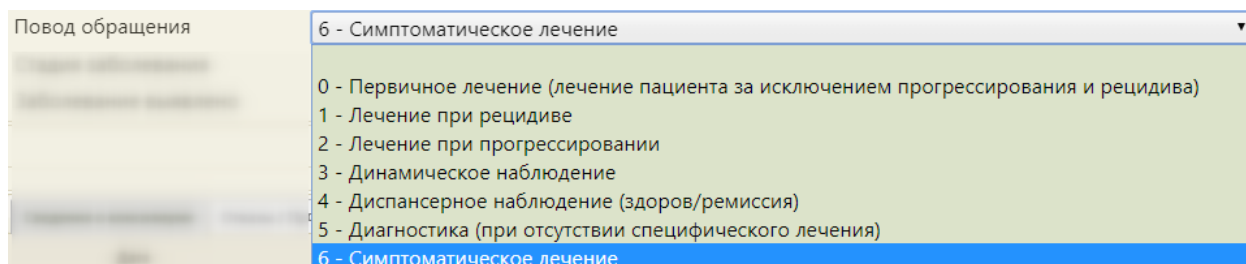 Повод обращения
6 - Симптоматическое лечение
0 - Первичное лечение (лечение пациента за исключением прогрессирования и рецидива)
1 - Лечение при рецидиве
2 - Лечение при прогрессировании
3 - Динамическое наблюдение
4 - Диспансерное наблюдение (здоров/ремиссия)
5 - Диагностика (при отсутствии специфического лечения)
6 - Симптоматическое лечение